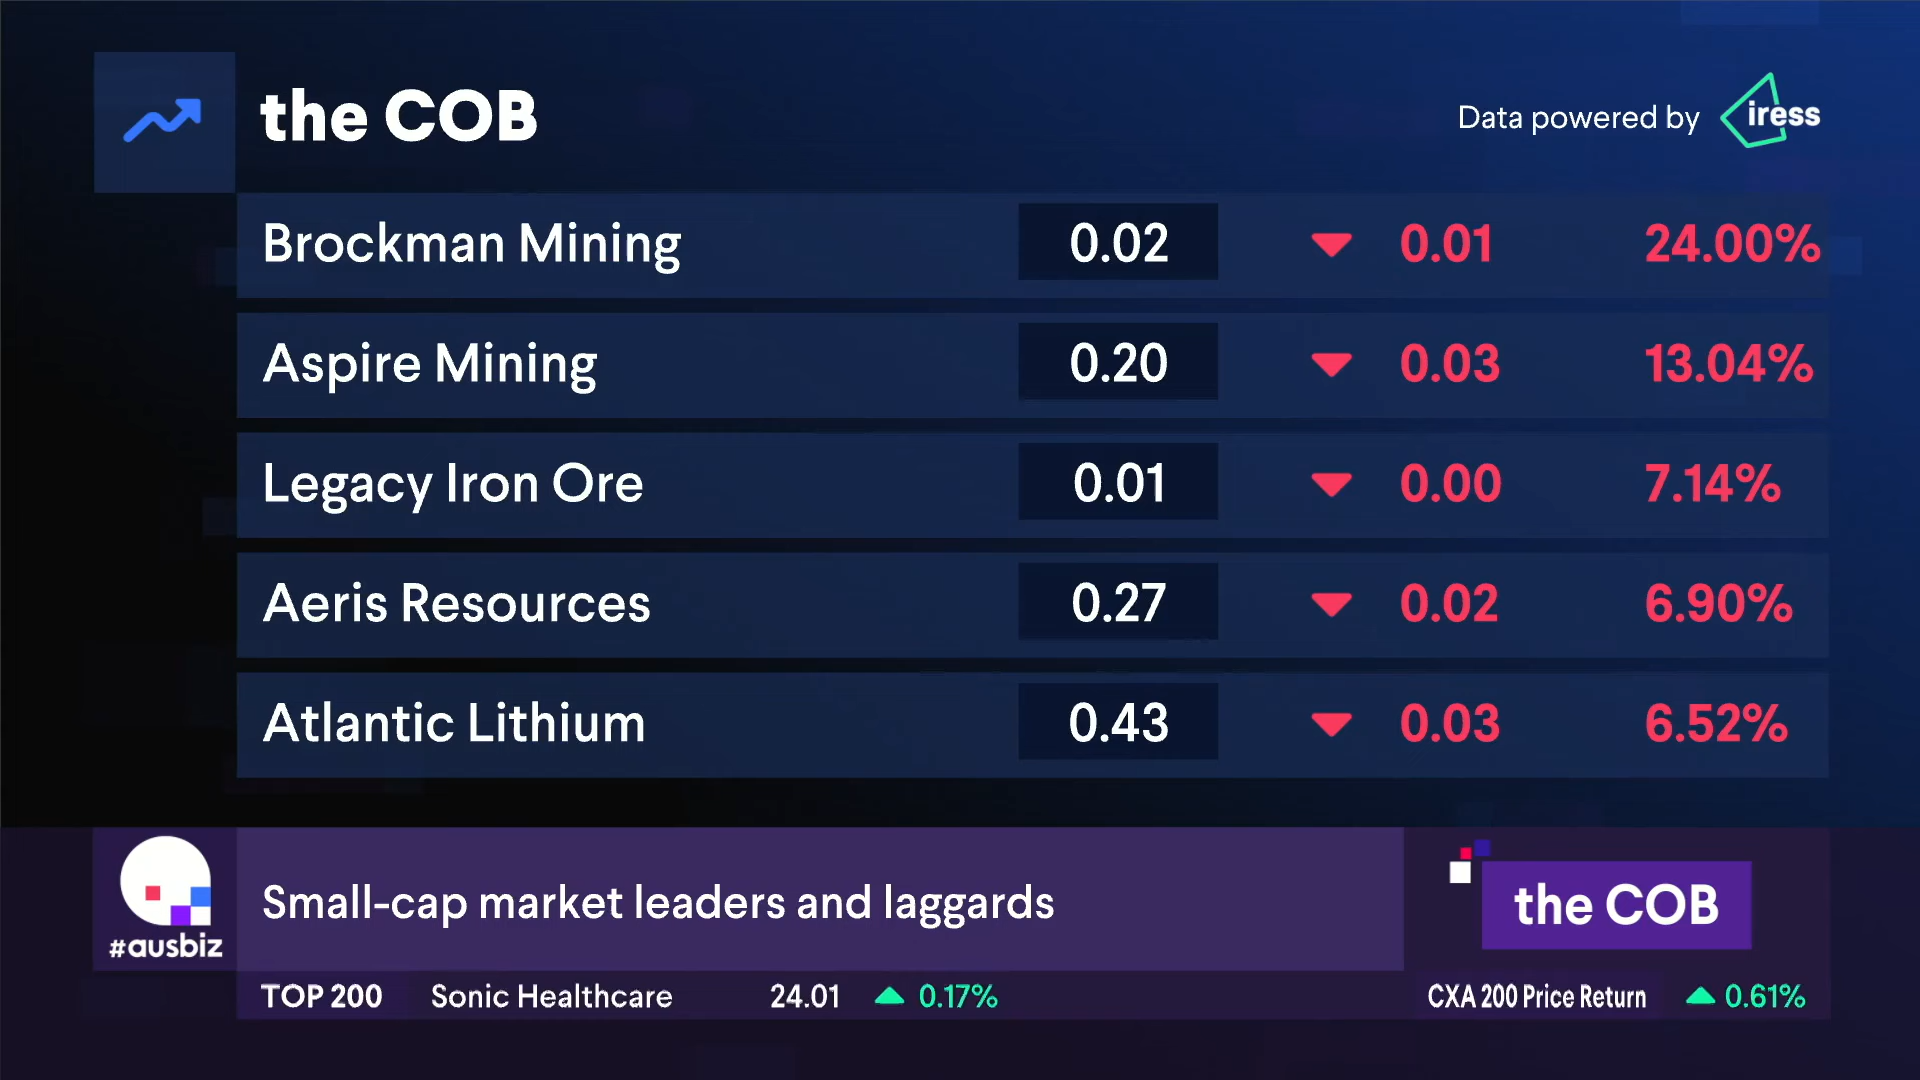 the COB
Data powered by iress
Brockman Mining 0.02 0.01 24.00%
Aspire Mining 0.20 0.03 13.04%
Legacy Iron Ore 0.01 0.00 7.14%
Aeris Resources 0.27 0.02 6.90%
Atlantic Lithium 0.43 0.03 6.52%
#ausbiz
Small-cap market leaders and laggards
the COB
TOP 200 Sonic Healthcare 24.01 0.17%
CXA 200 Price Return 0.61%